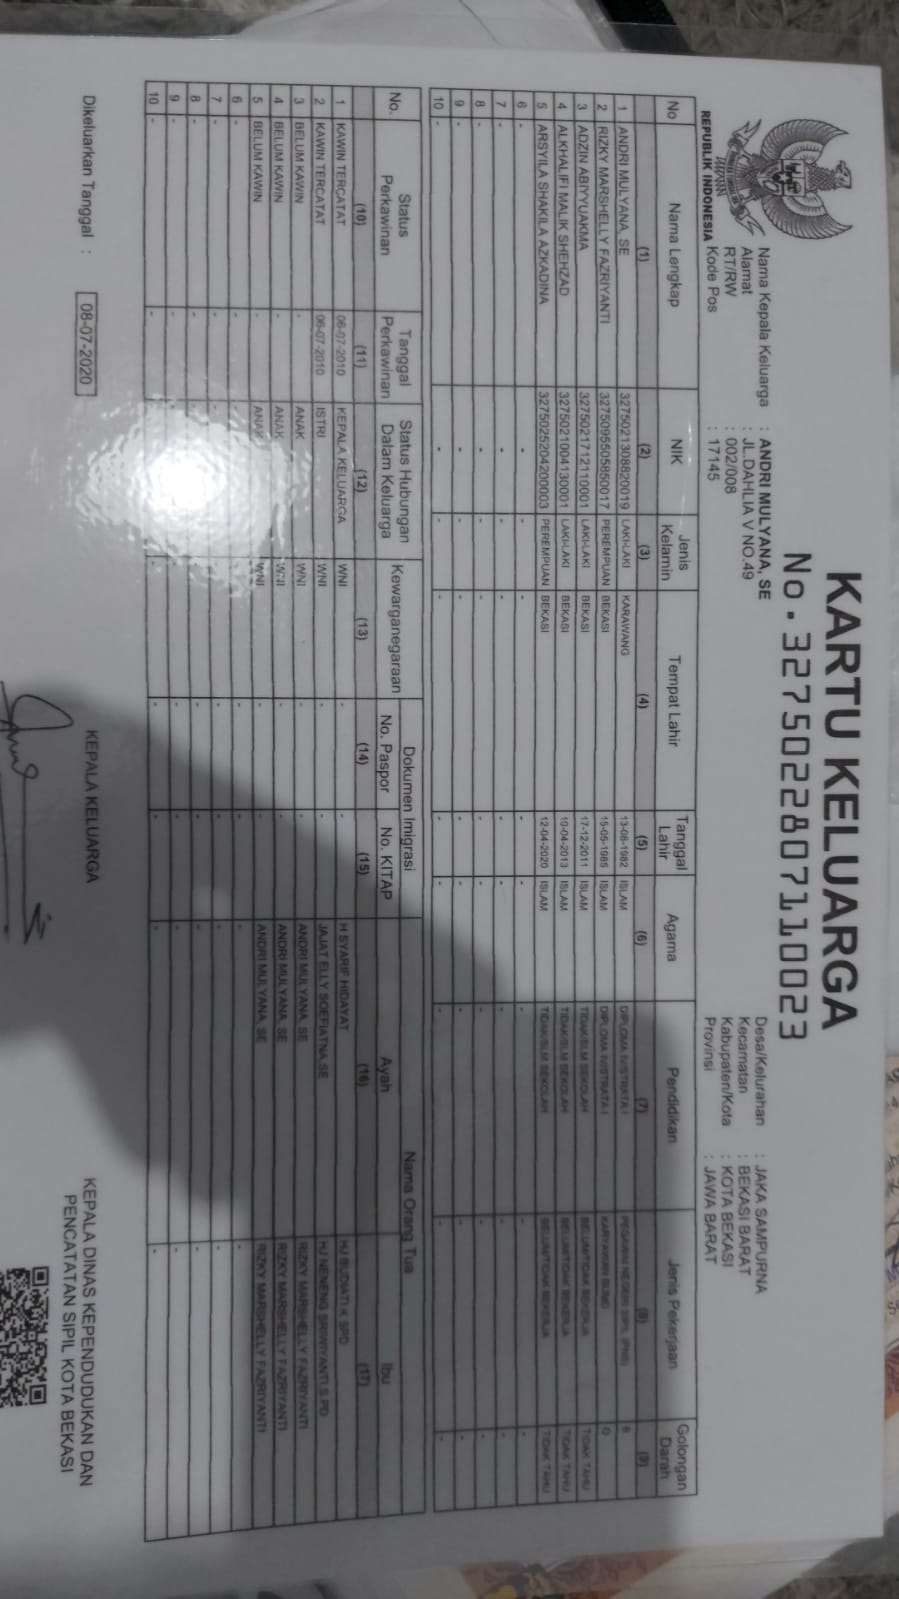 KARTU KELUARGA
No. 3275022807110023
REPUBLIK INDONESIA
Nama Kepala Keluarga : ANDRI MULYANA, SE
Alamat : JL.DAHLIA V NO.49
RT/RW : 002/008
Kode Pos : 17145
Desa/Kelurahan : JAKA SAMPURNA
Kecamatan : BEKASI BARAT
Kabupaten/Kota : KOTA BEKASI
Provinsi : JAWA BARAT
No Nama Lengkap NIK Jenis Kelamin Tempat Lahir Tanggal Lahir Agama Pendidikan Jenis Pekerjaan Golongan Darah
(1) (2) (3) (4) (5) (6) (7) (8) (9)
1 ANDRI MULYANA, SE 3275021308820019 LAKI-LAKI KARAWANG 13-08-1982 ISLAM DIPLOMA IV/STRATA I PEGAWAI NEGERI SIPIL (PNS)
2 RIZKY MARSHELLY FAZRIYANTI 3275095505850017 PEREMPUAN BEKASI 15-05-1985 ISLAM DIPLOMA IV/STRATA I KARYAWAN BUMD
3 ADZIN ABIYYUAKMA 3275021712110001 LAKI-LAKI BEKASI 17-12-2011 ISLAM TIDAK/BLM SEKOLAH BELUM/TIDAK BEKERJA TIDAK TAHU
4 ALKHALIFI MALIK SHEHZAD 3275021004130001 LAKI-LAKI BEKASI 10-04-2013 ISLAM TIDAK/BLM SEKOLAH BELUM/TIDAK BEKERJA TIDAK TAHU
5 ARSYILA SHAKILA AZKADINA 3275025204200003 PEREMPUAN BEKASI 12-04-2020 ISLAM TIDAK/BLM SEKOLAH BELUM/TIDAK BEKERJA TIDAK TAHU
6 - - - - - - - - -
7 - - - - - - - - -
8 - - - - - - - - -
9 - - - - - - - - -
10 - - - - - - - - -
No. Status Perkawinan Tanggal Perkawinan Status Hubungan Dalam Keluarga Kewarganegaraan Dokumen Imigrasi Nama Orang Tua
No. Paspor No. KITAP Ayah Ibu
(10) (11) (12) (13) (14) (15) (16) (17)
1 KAWIN TERCATAT 06-07-2010 KEPALA KELUARGA WNI - - H SYARIF HIDAYAT HJ BUDIATI K SPD
2 KAWIN TERCATAT 06-07-2010 ISTRI WNI - - JAJAT ELLY SOEFIATNA,SE HJ NENENG SRIWIYANTI,S.PD
3 BELUM KAWIN - ANAK WNI - - ANDRI MULYANA, SE RIZKY MARSHELLY FAZRIYANTI
4 BELUM KAWIN - ANAK WNI - - ANDRI MULYANA, SE RIZKY MARSHELLY FAZRIYANTI
5 BELUM KAWIN - ANAK WNI - - ANDRI MULYANA, SE RIZKY MARSHELLY FAZRIYANTI
6 - - - - - - - -
7 - - - - - - - -
8 - - - - - - - -
9 - - - - - - - -
10 - - - - - - - -
Dikeluarkan Tanggal : 08-07-2020
KEPALA KELUARGA
KEPALA DINAS KEPENDUDUKAN DAN
PENCATATAN SIPIL KOTA BEKASI